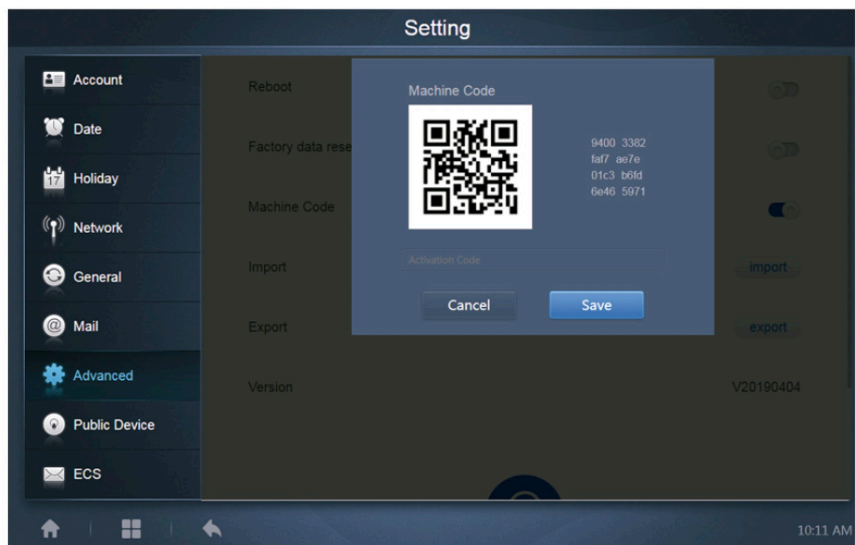 Setting
Account
Date
Holiday
17
Network
General
Mail
Advanced
Public Device
ECS
Reboot
Factory data rese
Machine Code
Import
import
Export
export
Version
V20190404
Machine Code
9400 3382
faf7 ae7e
01c3 b6fd
6e46 5971
Activation Code
Cancel
Save
10:11 AM